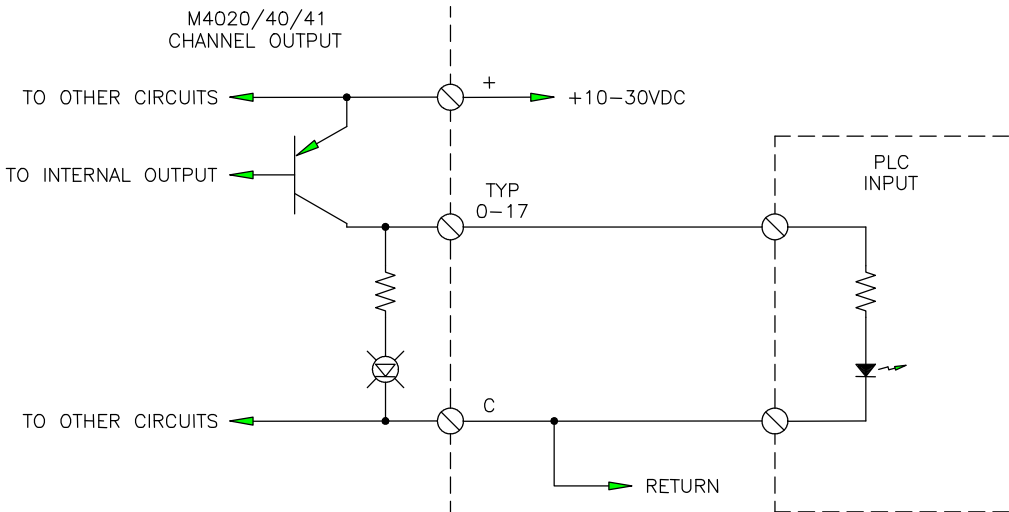 M4020/40/41
CHANNEL OUTPUT
TO OTHER CIRCUITS
+
+10-30VDC
TO INTERNAL OUTPUT
TYP
0-17
PLC
INPUT
TO OTHER CIRCUITS
C
RETURN